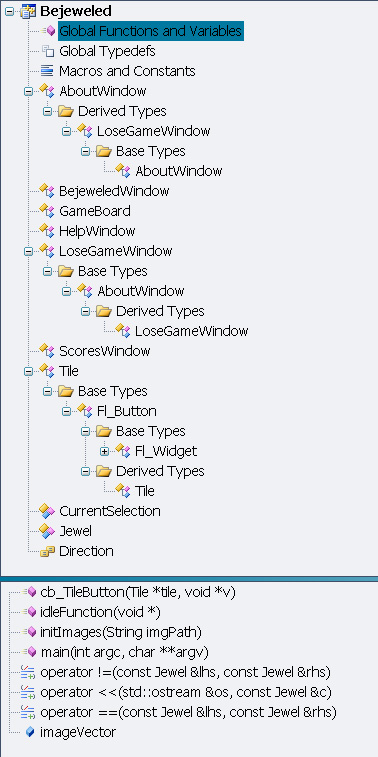 Bejeweled
Global Functions and Variables
Global Typedefs
Macros and Constants
AboutWindow
Derived Types
LoseGameWindow
Base Types
AboutWindow
BejeweledWindow
GameBoard
HelpWindow
LoseGameWindow
Base Types
AboutWindow
Derived Types
LoseGameWindow
ScoresWindow
Tile
Base Types
Fl_Button
Base Types
Fl_Widget
Derived Types
Tile
CurrentSelection
Jewel
Direction
cb_TileButton(Tile *tile, void *v)
idleFunction(void *)
initImages(String imgPath)
main(int argc, char **argv)
operator !=(const Jewel &lhs, const Jewel &rhs)
operator <<(std::ostream &os, const Jewel &c)
operator ==(const Jewel &lhs, const Jewel &rhs)
imageVector